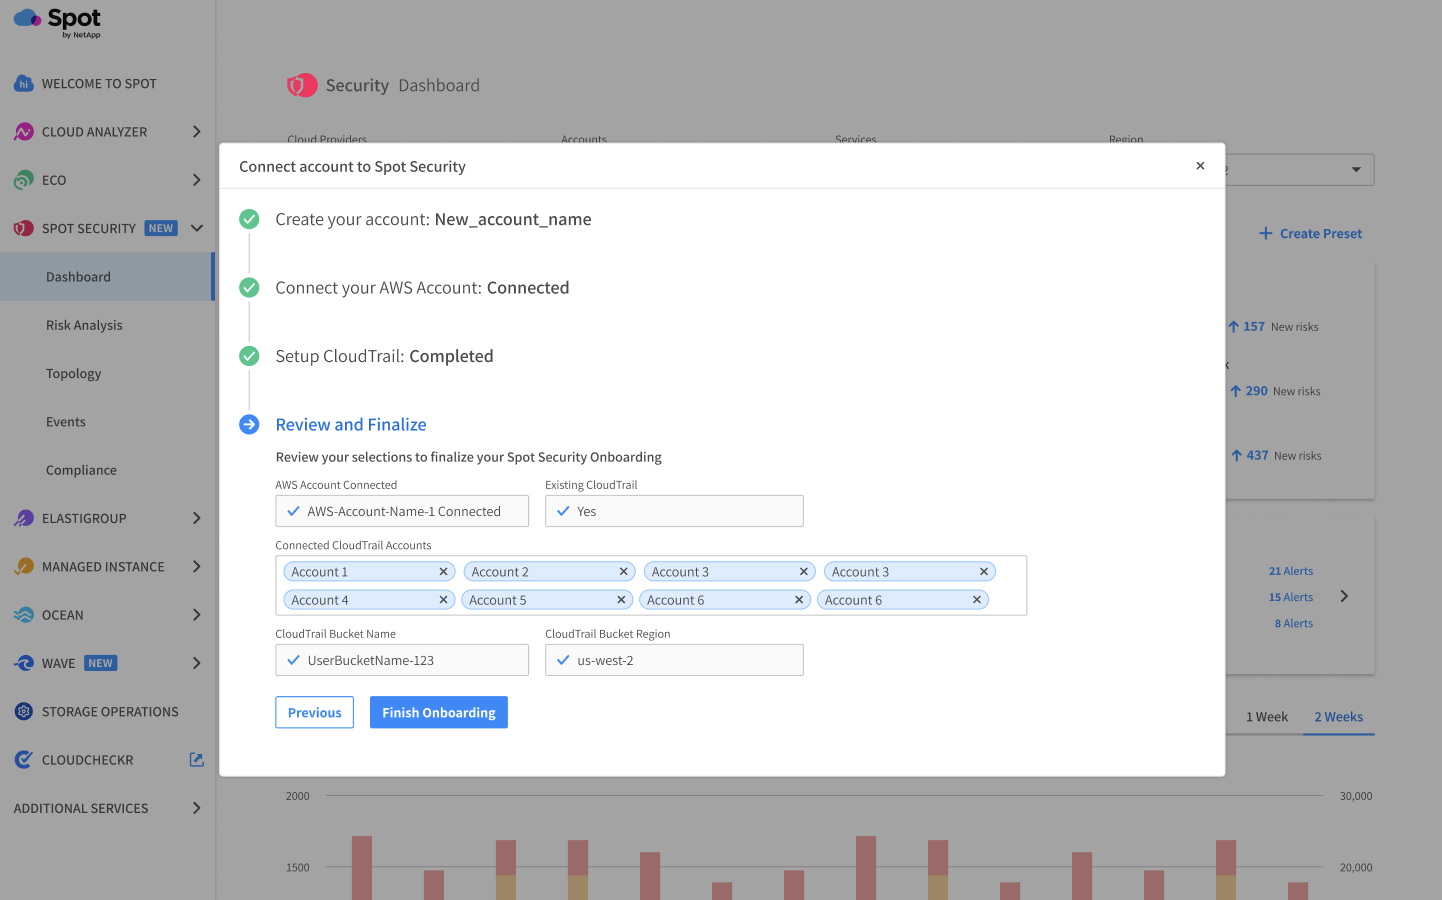 Spot
by NetApp
hi
WELCOME TO SPOT
CLOUD ANALYZER
ECO
SPOT SECURITY NEW
Dashboard
Risk Analysis
Topology
Events
Compliance
ELASTIGROUP
MANAGED INSTANCE
OCEAN
WAVE NEW
STORAGE OPERATIONS
CLOUDCHECKR
ADDITIONAL SERVICES
Security Dashboard
Cloud Providers Accounts Services Region
Create Preset
157 New risks
290 New risks
437 New risks
21 Alerts
15 Alerts
8 Alerts
1 Week 2 Weeks
Connect account to Spot Security
Create your account: New_account_name
Connect your AWS Account: Connected
Setup CloudTrail: Completed
Review and Finalize
Review your selections to finalize your Spot Security Onboarding
AWS Account Connected Existing CloudTrail
AWS-Account-Name-1 Connected Yes
Connected CloudTrail Accounts
Account 1 Account 2 Account 3 Account 3
Account 4 Account 5 Account 6 Account 6
CloudTrail Bucket Name CloudTrail Bucket Region
UserBucketName-123 us-west-2
Previous Finish Onboarding
2000 30,000
1500 20,000